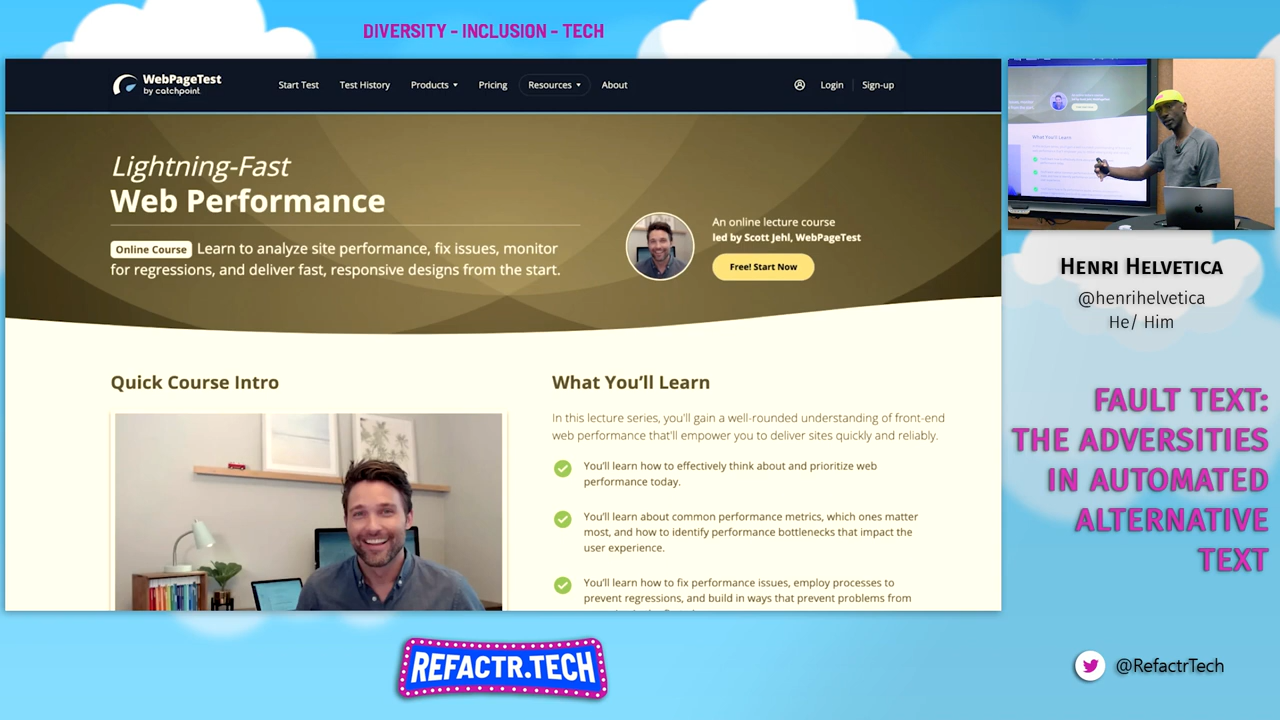 DIVERSITY - INCLUSION - TECH
WebPageTest
by catchpoint
Start Test
Test History
Products
Pricing
Resources
About
Login
Sign-up
Lightning-Fast
Web Performance
Online Course Learn to analyze site performance, fix issues, monitor
for regressions, and deliver fast, responsive designs from the start.
An online lecture course
led by Scott Jehl, WebPageTest
Free! Start Now
Quick Course Intro
What You'll Learn
In this lecture series, you'll gain a well-rounded understanding of front-end
web performance that'll empower you to deliver sites quickly and reliably.
You'll learn how to effectively think about and prioritize web
performance today.
You'll learn about common performance metrics, which ones matter
most, and how to identify performance bottlenecks that impact the
user experience.
You'll learn how to fix performance issues, employ processes to
prevent regressions, and build in ways that prevent problems from
What You'll Learn
Henri Helvetica
@henrihelvetica
He/ Him
FAULT TEXT:
THE ADVERSITIES
IN AUTOMATED
ALTERNATIVE
TEXT
REFACTR.TECH
@RefactrTech